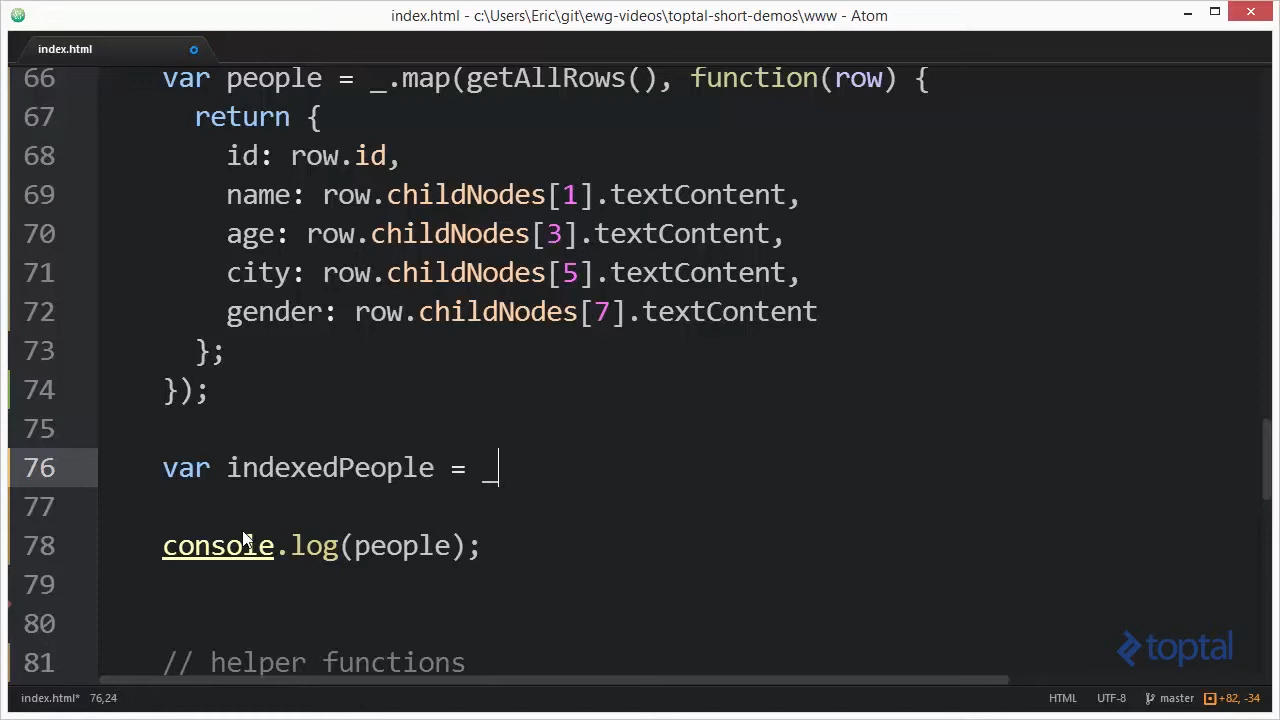 index.html - c:\Users\Eric\git\ewg-videos\toptal-short-demos\www - Atom
index.html
66 var people = _.map(getAllRows(), function(row) {
67 return {
68 id: row.id,
69 name: row.childNodes[1].textContent,
70 age: row.childNodes[3].textContent,
71 city: row.childNodes[5].textContent,
72 gender: row.childNodes[7].textContent
73 };
74 });
75
76 var indexedPeople = _
77
78 console.log(people);
79
80
81 // helper functions
toptal
index.html* 76,24 HTML UTF-8 master +82, -34